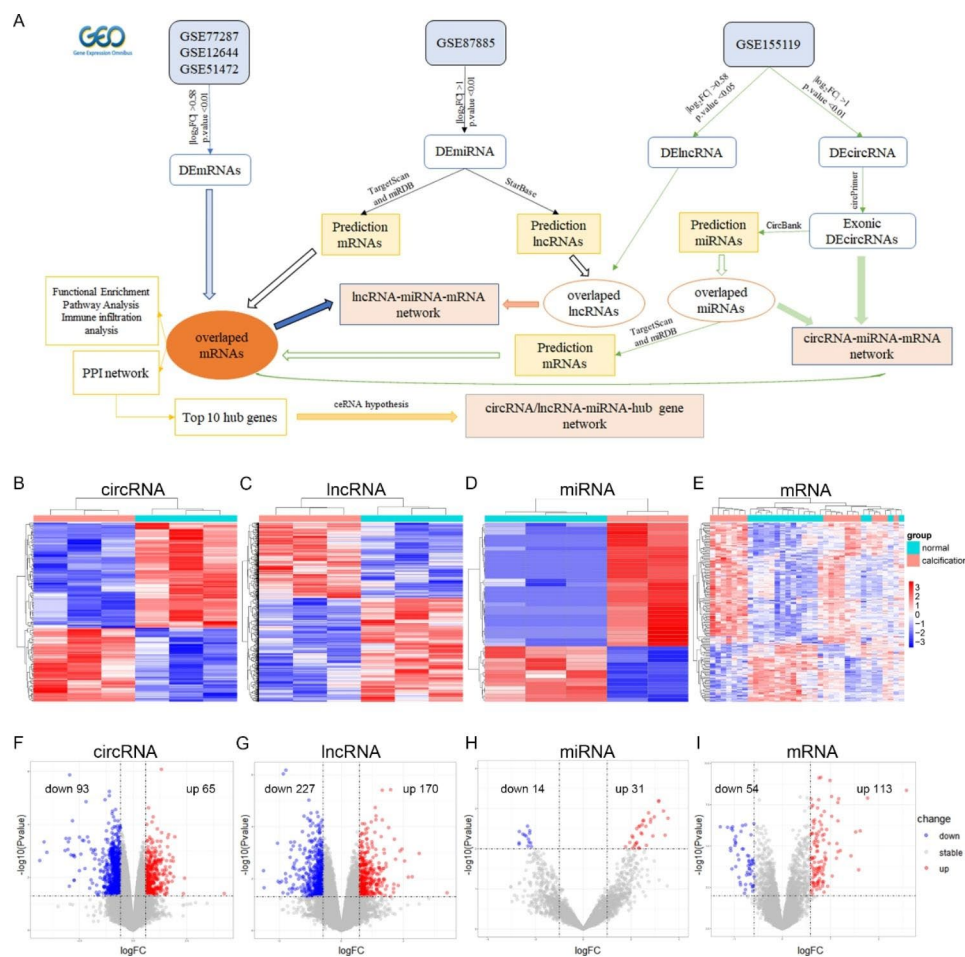 A
GEO
Gene Expression Omnibus
GSE77287
GSE12644
GSE51472
GSE87885
GSE155119
|log2FC| >0.58
p.value <0.01
|log2FC| >1
p.value <0.01
|log2FC| >0.58
p.value <0.05
|log2FC| >1
p.value <0.01
DEmRNAs
DEmiRNA
DElncRNA
DEcircRNA
TargetScan
and miRDB
StarBase
circPrimer
Prediction
mRNAs
Prediction
lncRNAs
Prediction
miRNAs
CircBank
Exonic
DEcircRNAs
Functional Enrichment
Pathway Analysis
Immune infiltration
analysis
overlaped
mRNAs
lncRNA-miRNA-mRNA
network
overlaped
lncRNAs
overlaped
miRNAs
TargetScan
and miRDB
Prediction
mRNAs
circRNA-miRNA-mRNA
network
PPI network
Top 10 hub genes
ceRNA hypothesis
circRNA/lncRNA-miRNA-hub gene
network
B
circRNA
C
lncRNA
D
miRNA
E
mRNA
group
normal
calcification
3
2
1
0
−1
−2
−3
F
circRNA
down 93
up 65
-log10(Pvalue)
logFC
G
lncRNA
down 227
up 170
-log10(Pvalue)
logFC
H
miRNA
down 14
up 31
-log10(Pvalue)
logFC
I
mRNA
down 54
up 113
-log10(Pvalue)
logFC
change
down
stable
up